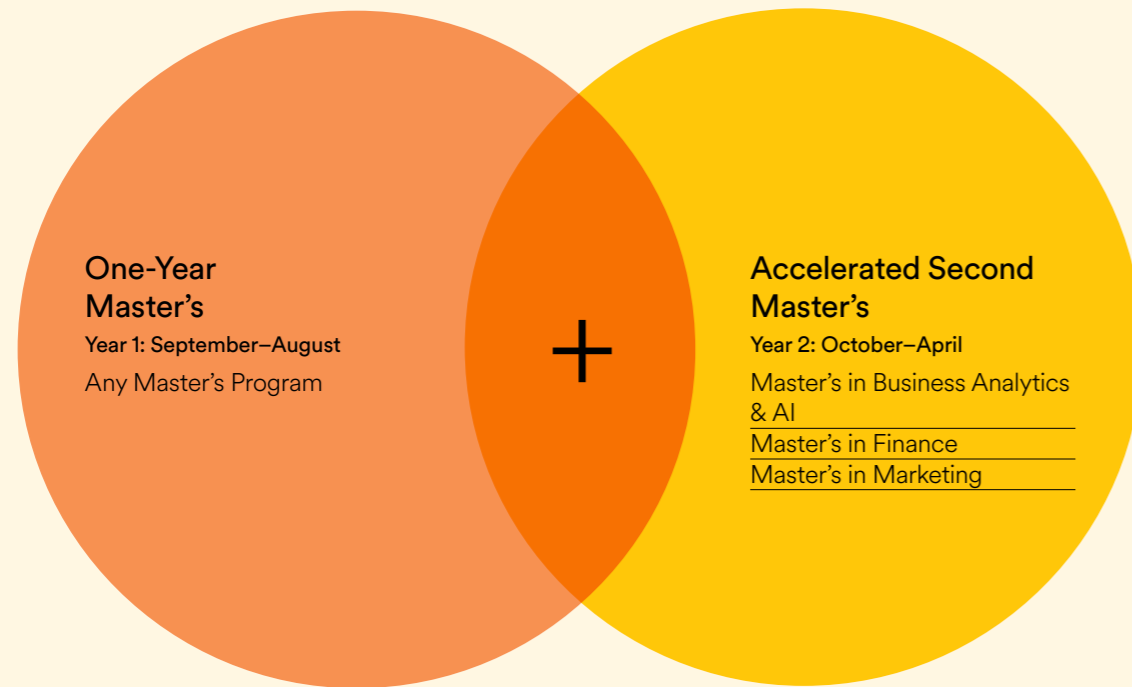 One-Year
Master’s
Year 1: September–August
Any Master’s Program
+
Accelerated Second
Master’s
Year 2: October–April
Master’s in Business Analytics
& AI
Master’s in Finance
Master’s in Marketing